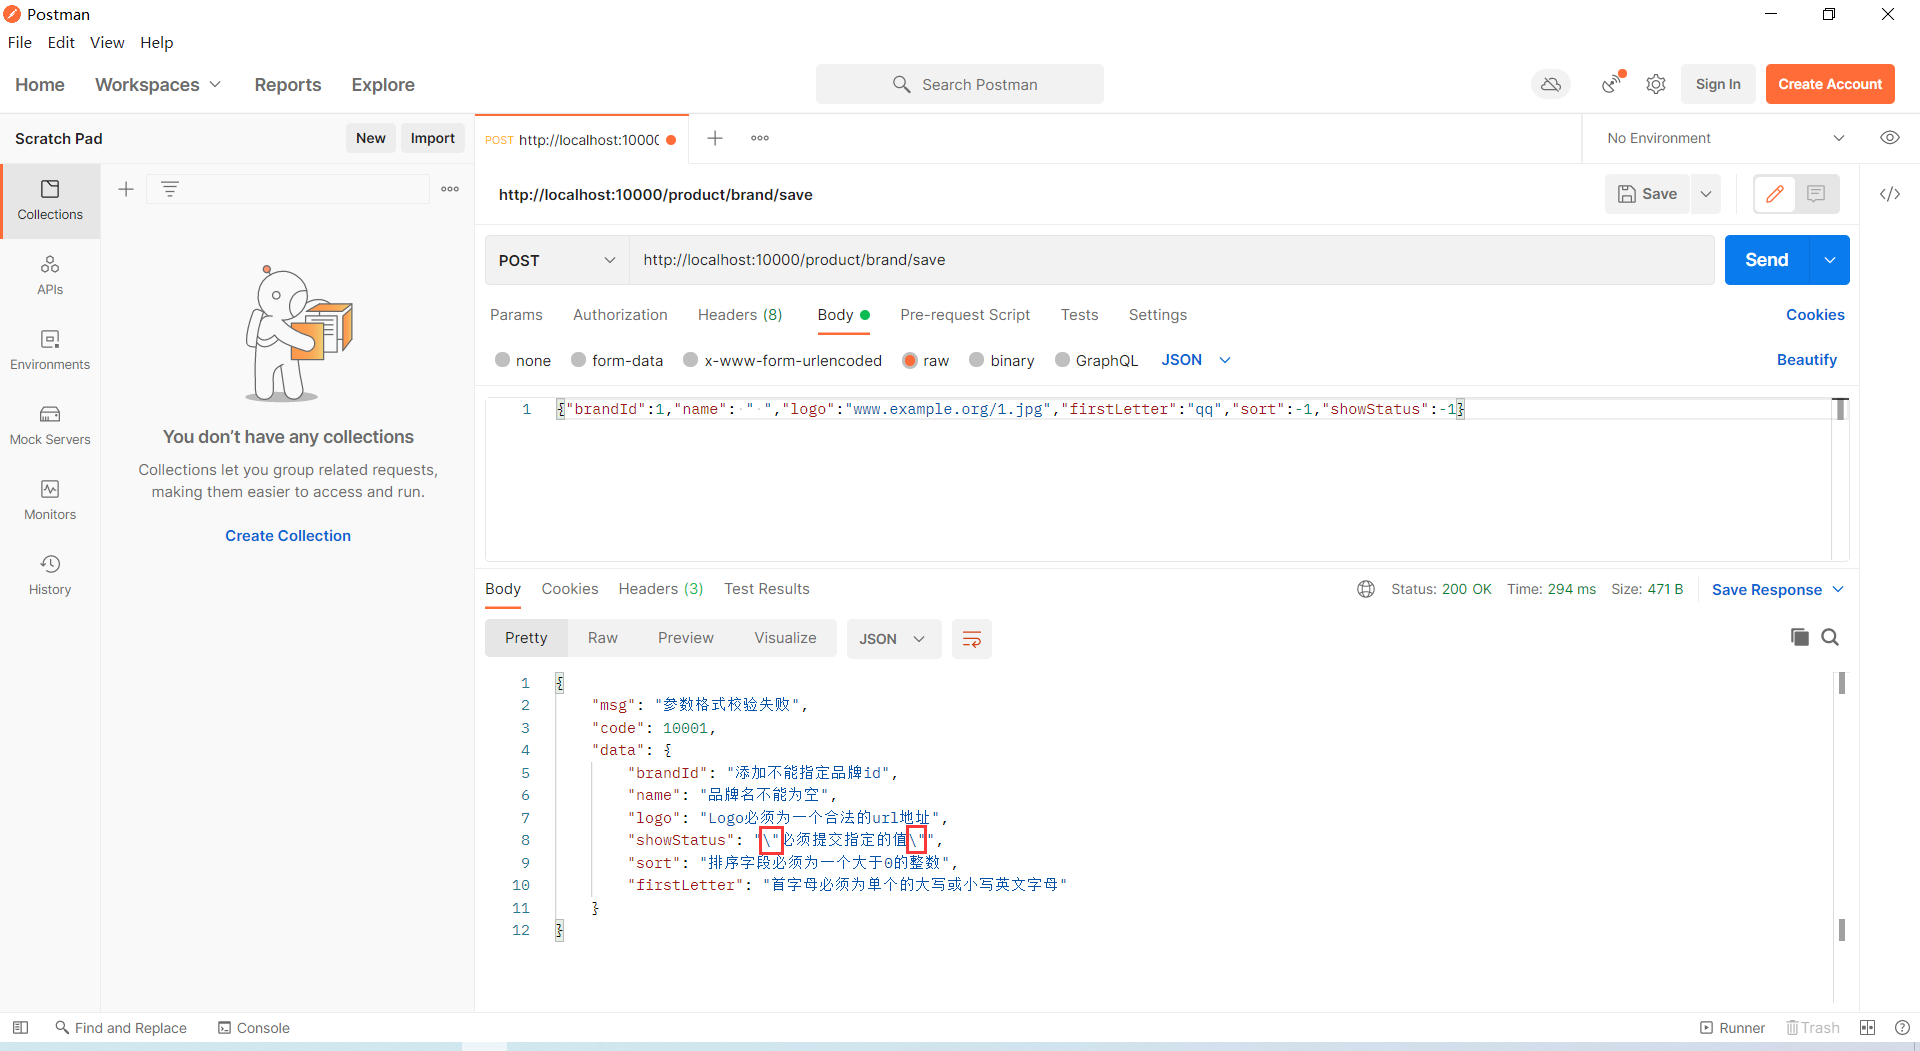 Postman
File Edit View Help
Home Workspaces Reports Explore Search Postman Sign In Create Account
Scratch Pad New Import POST http://localhost:1000( No Environment
http://localhost:10000/product/brand/save Save
Collections
APIs
Environments
Mock Servers
Monitors
History
You don’t have any collections
Collections let you group related requests,
making them easier to access and run.
Create Collection
POST http://localhost:10000/product/brand/save Send
Params Authorization Headers (8) Body Pre-request Script Tests Settings Cookies
none form-data x-www-form-urlencoded raw binary GraphQL JSON Beautify
1 {"brandId":1,"name": " ","logo":"www.example.org/1.jpg","firstLetter":"qq","sort":-1,"showStatus":-1}
Body Cookies Headers (3) Test Results Status: 200 OK Time: 294 ms Size: 471 B Save Response
Pretty Raw Preview Visualize JSON
1 {
2 "msg": "参数格式校验失败",
3 "code": 10001,
4 "data": {
5 "brandId": "添加不能指定品牌id",
6 "name": "品牌名不能为空",
7 "logo": "Logo必须为一个合法的url地址",
8 "showStatus": "\"必须提交指定的值\"",
9 "sort": "排序字段必须为一个大于0的整数",
10 "firstLetter": "首字母必须为单个的大写或小写英文字母"
11 }
12 }
Find and Replace Console Runner Trash